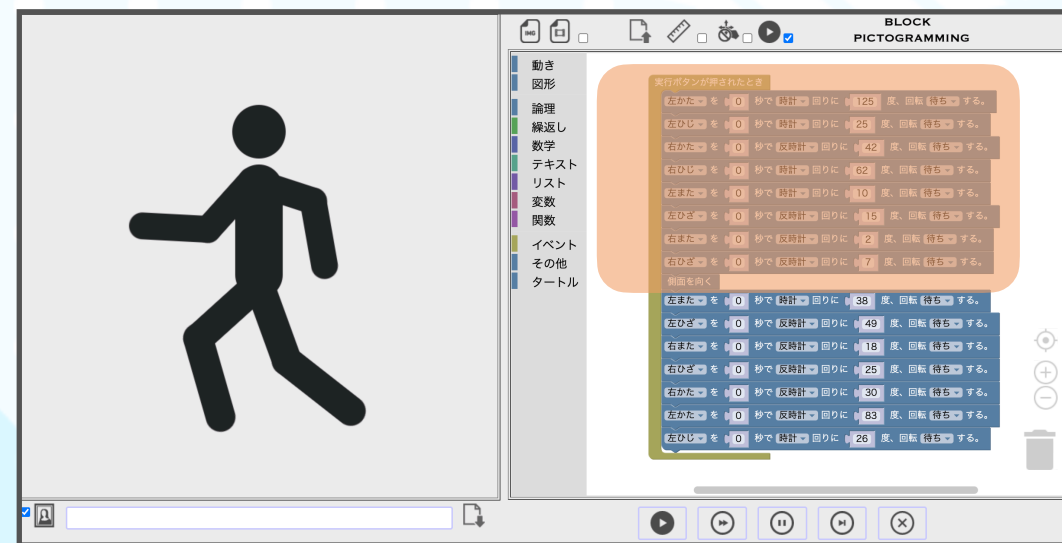 IMG
BLOCK
PICTOGRAMMING
動き
図形
論理
繰返し
数学
テキスト
リスト
変数
関数
イベント
その他
タートル
実行ボタンが押されたとき
左かた を 0 秒で 時計 回りに 125 度、回転 待ち する。
左ひじ を 0 秒で 時計 回りに 25 度、回転 待ち する。
右かた を 0 秒で 反時計 回りに 42 度、回転 待ち する。
右ひじ を 0 秒で 時計 回りに 62 度、回転 待ち する。
左また を 0 秒で 時計 回りに 10 度、回転 待ち する。
左ひざ を 0 秒で 反時計 回りに 15 度、回転 待ち する。
右また を 0 秒で 反時計 回りに 2 度、回転 待ち する。
右ひざ を 0 秒で 反時計 回りに 7 度、回転 待ち する。
側面を向く
左また を 0 秒で 時計 回りに 38 度、回転 待ち する。
左ひざ を 0 秒で 反時計 回りに 49 度、回転 待ち する。
右また を 0 秒で 反時計 回りに 18 度、回転 待ち する。
右ひざ を 0 秒で 反時計 回りに 25 度、回転 待ち する。
右かた を 0 秒で 時計 回りに 30 度、回転 待ち する。
左かた を 0 秒で 反時計 回りに 83 度、回転 待ち する。
左ひじ を 0 秒で 時計 回りに 26 度、回転 待ち する。